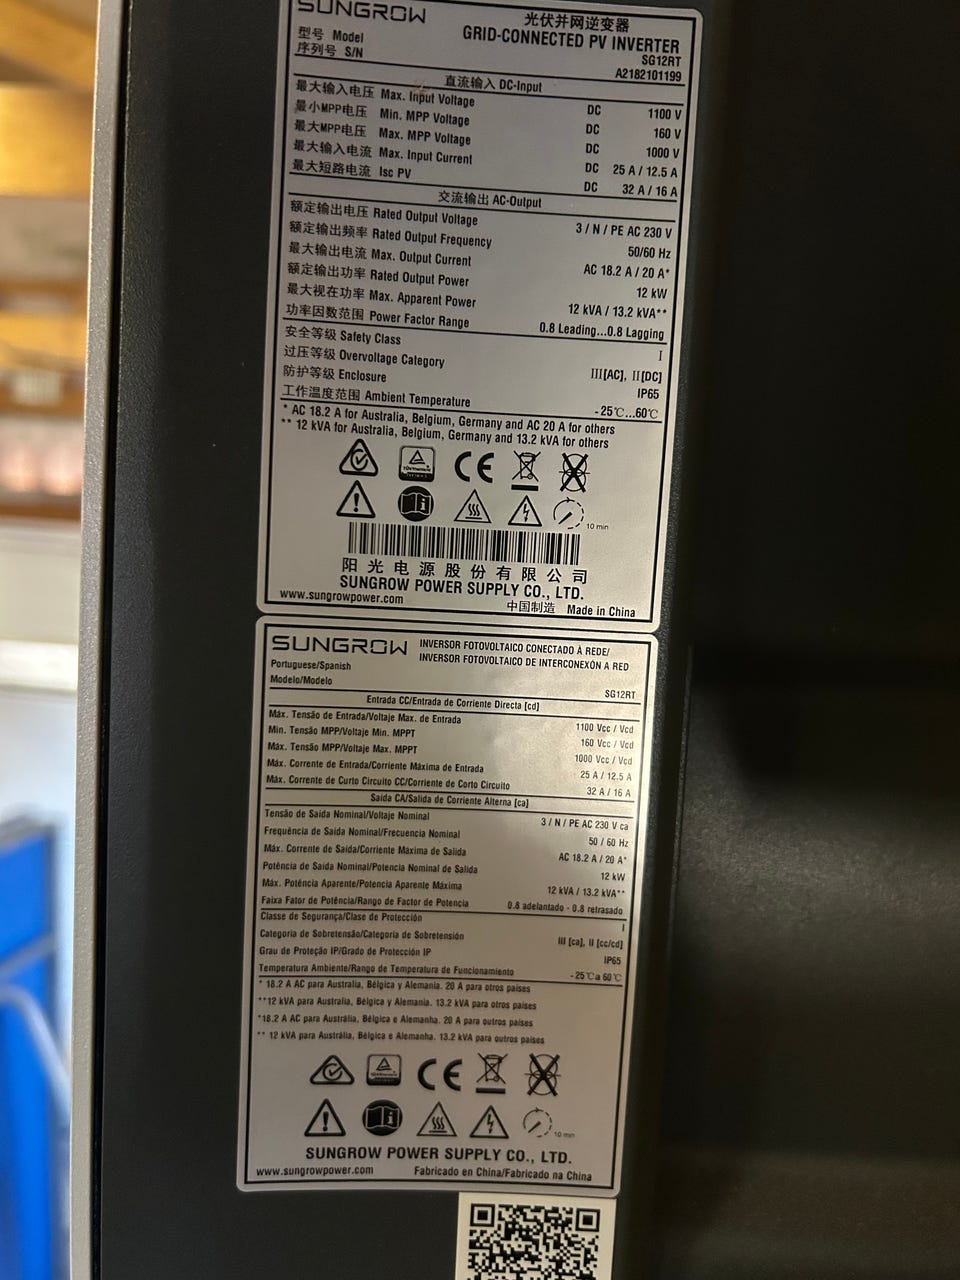 SUNGROW
光伏并网逆变器
GRID-CONNECTED PV INVERTER
型号 Model SG12RT
序列号 S/N A2182101199
直流输入 DC-Input
最大输入电压 Max. Input Voltage DC 1100 V
最小MPP电压 Min. MPP Voltage DC 160 V
最大MPP电压 Max. MPP Voltage DC 1000 V
最大输入电流 Max. Input Current DC 25 A / 12.5 A
最大短路电流 Isc PV DC 32 A / 16 A
交流输出 AC-Output
额定输出电压 Rated Output Voltage 3 / N / PE AC 230 V
额定输出频率 Rated Output Frequency 50/60 Hz
最大输出电流 Max. Output Current AC 18.2 A / 20 A*
额定输出功率 Rated Output Power 12 kW
最大视在功率 Max. Apparent Power 12 kVA / 13.2 kVA**
功率因数范围 Power Factor Range 0.8 Leading...0.8 Lagging
安全等级 Safety Class I
过压等级 Overvoltage Category III[AC], II[DC]
防护等级 Enclosure IP65
工作温度范围 Ambient Temperature -25℃...60℃
* AC 18.2 A for Australia, Belgium, Germany and AC 20 A for others
** 12 kVA for Australia, Belgium, Germany and 13.2 kVA for others
CE
10 min
阳光电源股份有限公司
SUNGROW POWER SUPPLY CO., LTD.
www.sungrowpower.com 中国制造 Made in China
SUNGROW
INVERSOR FOTOVOLTAICO CONECTADO À REDE/
INVERSOR FOTOVOLTAICO DE INTERCONEXÓN A RED
Portuguese/Spanish
Modelo/Modelo SG12RT
Entrada CC/Entrada de Corriente Directa [cd]
Máx. Tensão de Entrada/Voltaje Max. de Entrada 1100 Vcc / Vcd
Min. Tensão MPP/Voltaje Min. MPPT 160 Vcc / Vcd
Máx. Tensão MPP/Voltaje Max. MPPT 1000 Vcc / Vcd
Máx. Corrente de Entrada/Corriente Máxima de Entrada 25 A / 12.5 A
Máx. Corrente de Curto Circuito CC/Corriente de Corto Circuito 32 A / 16 A
Saída CA/Salida de Corriente Alterna [ca]
Tensão de Saída Nominal/Voltaje Nominal 3 / N / PE AC 230 V ca
Frequência de Saída Nominal/Frecuencia Nominal 50 / 60 Hz
Máx. Corrente de Saída/Corriente Máxima de Salida AC 18.2 A / 20 A*
Potência de Saída Nominal/Potencia Nominal de Salida 12 kW
Máx. Potência Aparente/Potencia Aparente Máxima 12 kVA / 13.2 kVA**
Faixa Fator de Potência/Rango de Factor de Potencia 0.8 adelantado - 0.8 retrasado
Classe de Segurança/Clase de Protección I
Categoria de Sobretensão/Categoría de Sobretensión III [ca], II [cc/cd]
Grau de Proteção IP/Grado de Protección IP IP65
Temperatura Ambiente/Rango de Temperatura de Funcionamiento -25℃ a 60℃
* 18.2 A AC para Australia, Bélgica y Alemania. 20 A para otros países
**12 kVA para Australia, Bélgica y Alemania. 13.2 kVA para otros países
*18.2 A AC para Austrália, Bélgica e Alemanha. 20 A para outros países
** 12 kVA para Austrália, Bélgica e Alemanha. 13.2 kVA para outros países
CE
10 min
SUNGROW POWER SUPPLY CO., LTD.
www.sungrowpower.com Fabricado en China/Fabricado na China